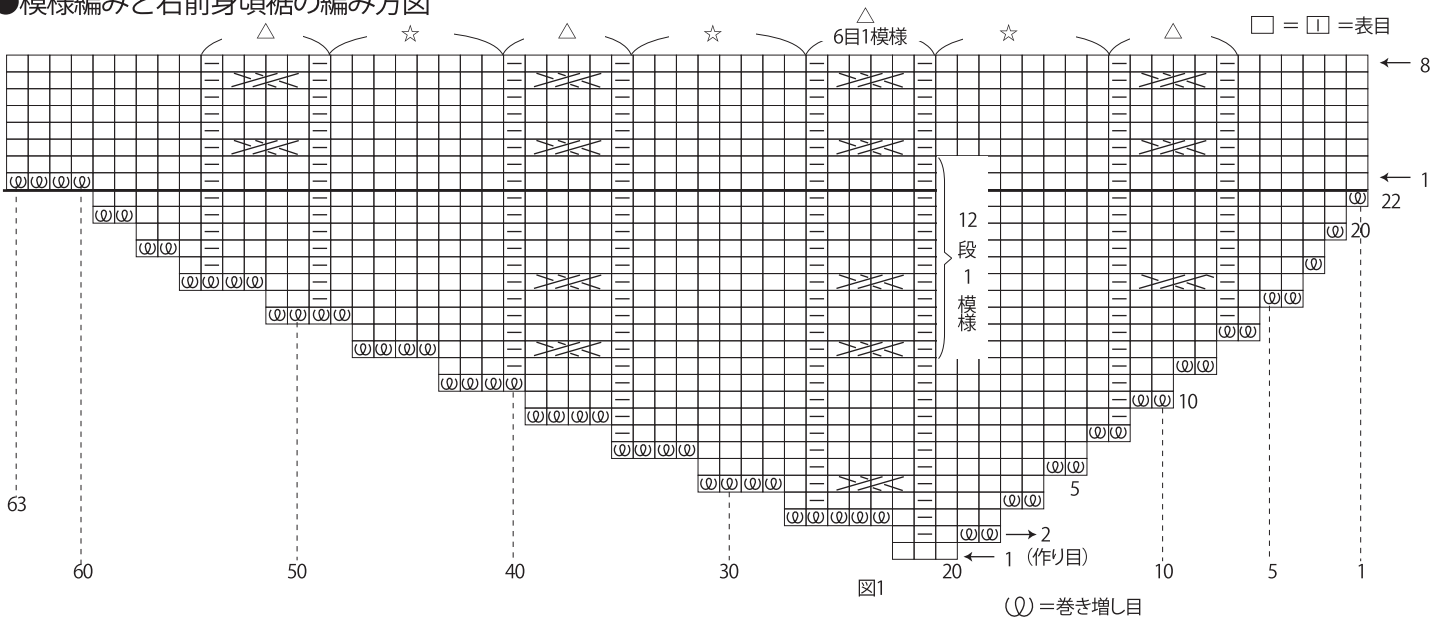 ●模様編みと右前身頃裾の編み方図
△ ☆ △ ☆ △ ☆ △
6目1模様
□ = | = 表目
← 8
← 1
22
20
12段1模様
10
5
→ 2
← 1 (作り目)
63
60 50 40 30 20 10 5 1
図1
=巻き増し目